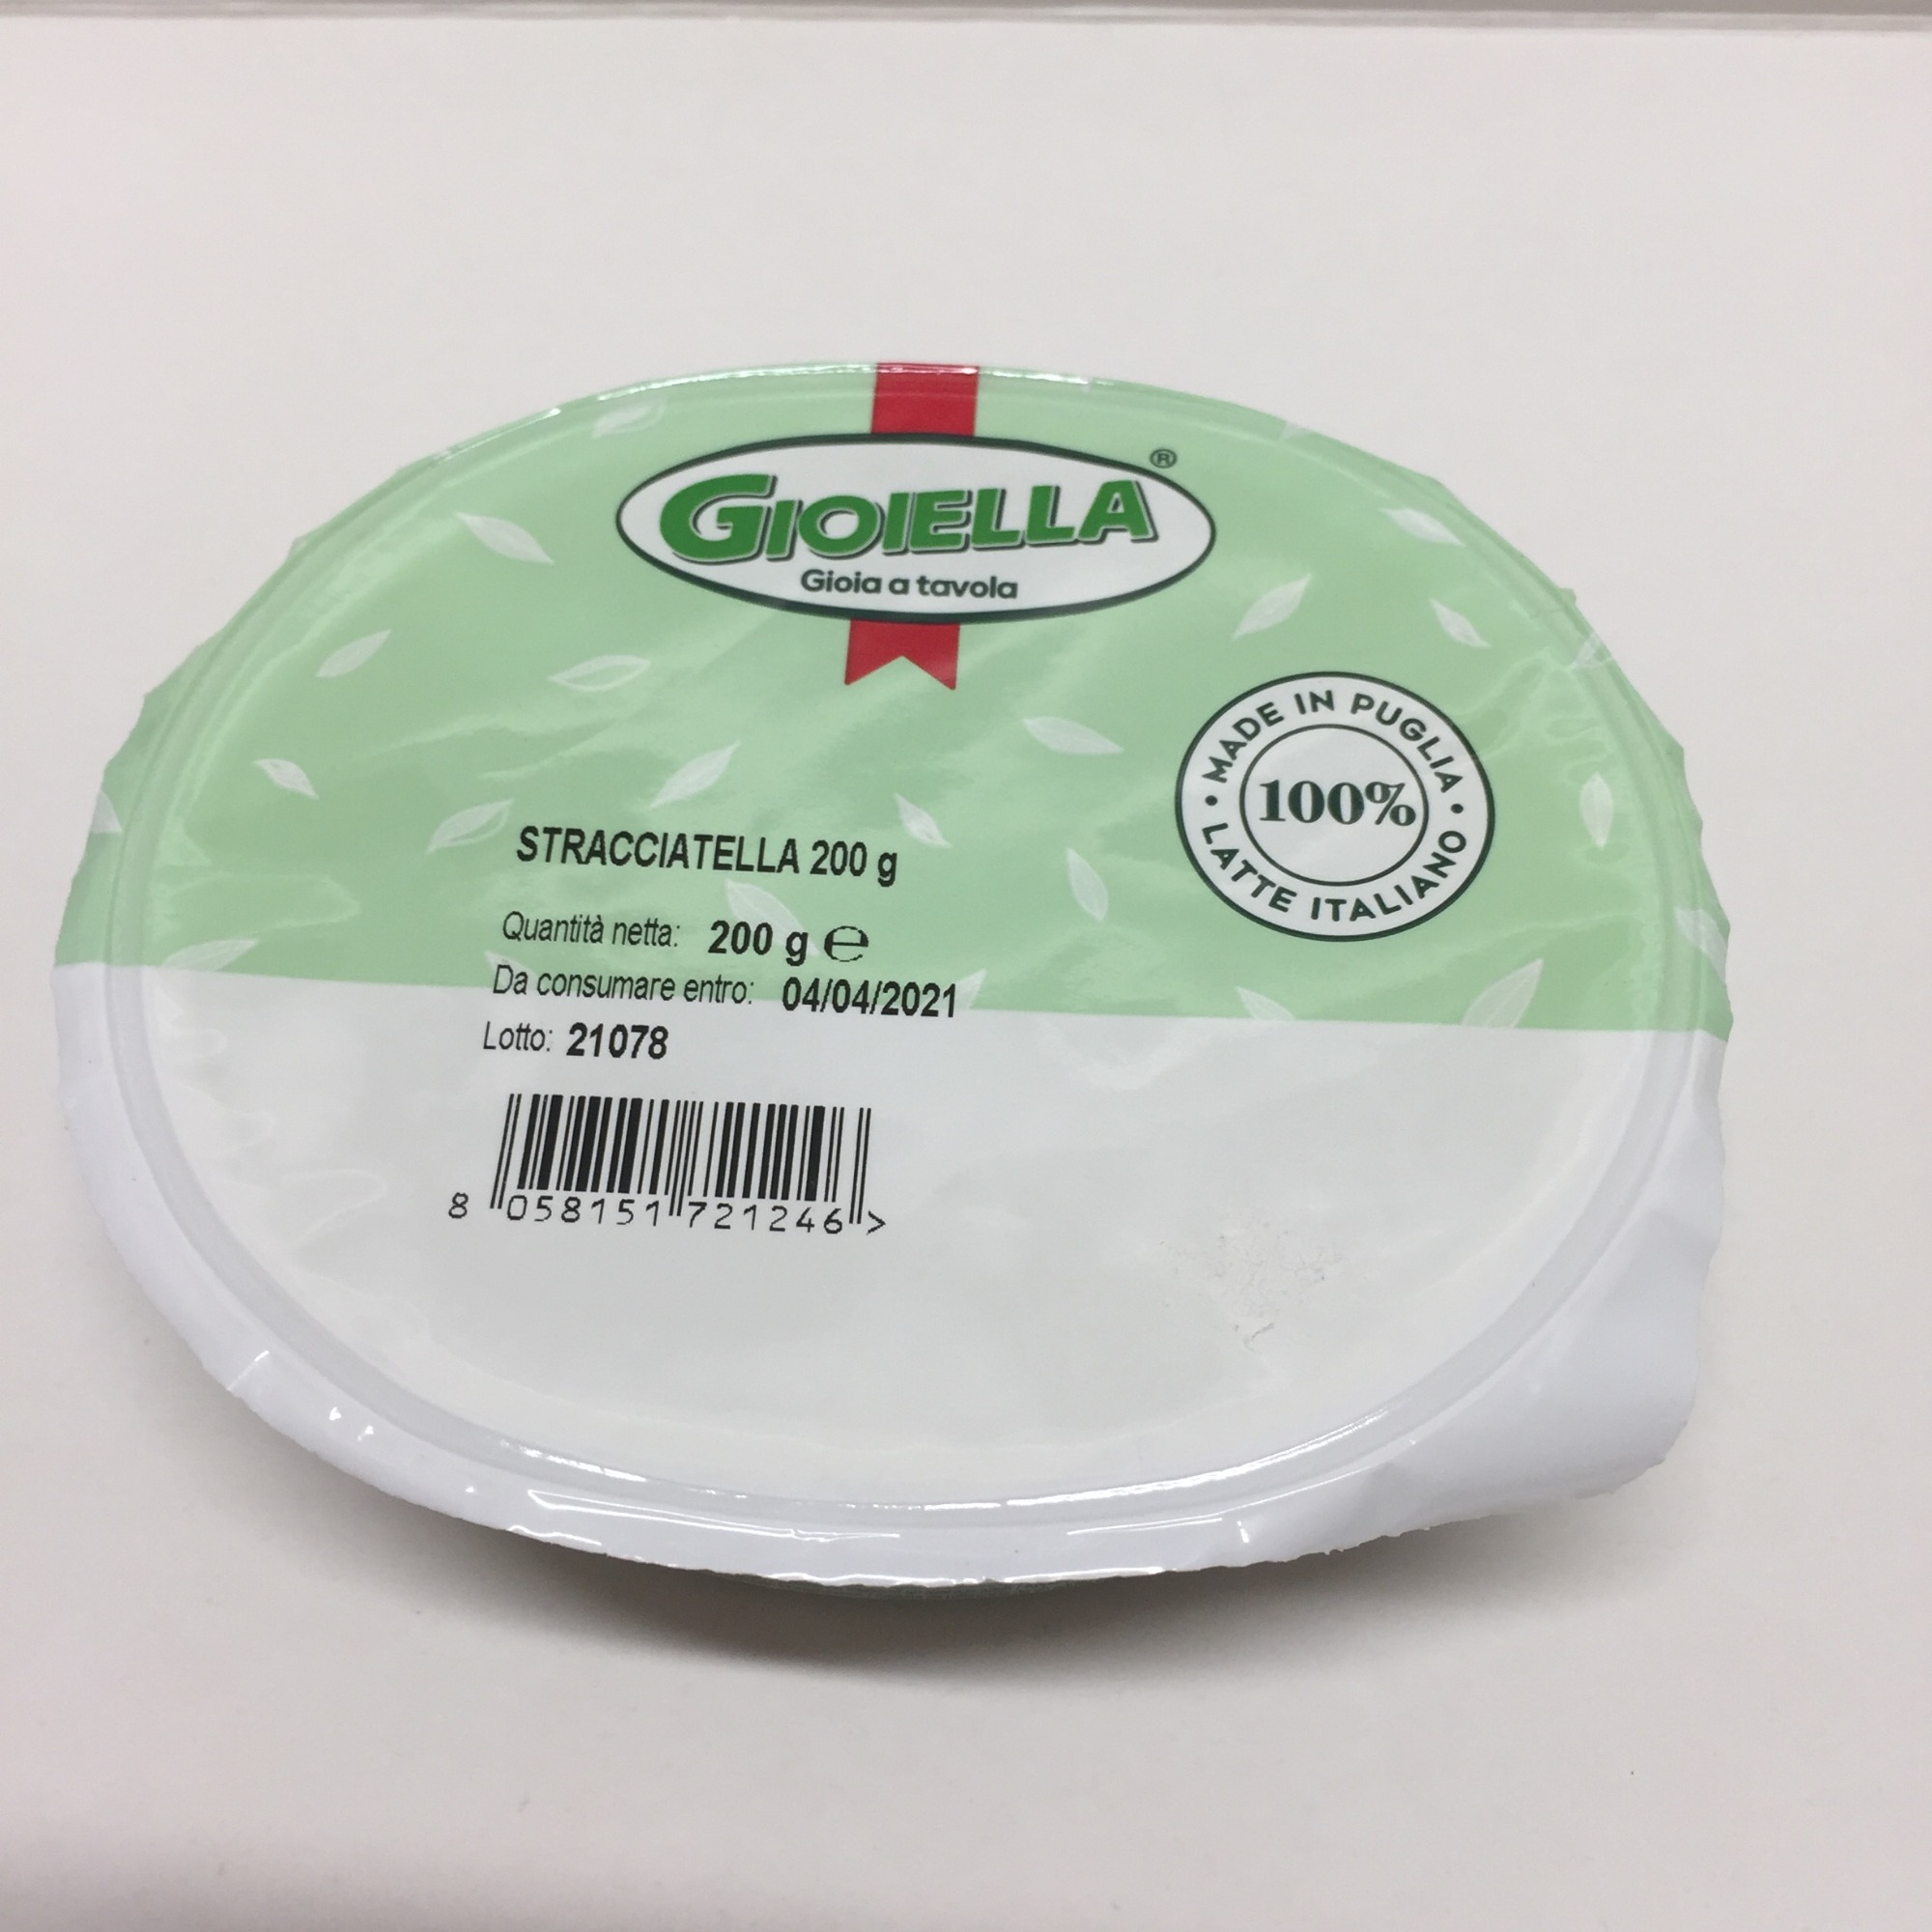 GIOIELLA ®
Gioia a tavola
• MADE IN PUGLIA •
100%
LATTE ITALIANO
STRACCIATELLA 200 g
Quantità netta: 200 g ℮
Da consumare entro: 04/04/2021
Lotto: 21078
8 058151 721246 >